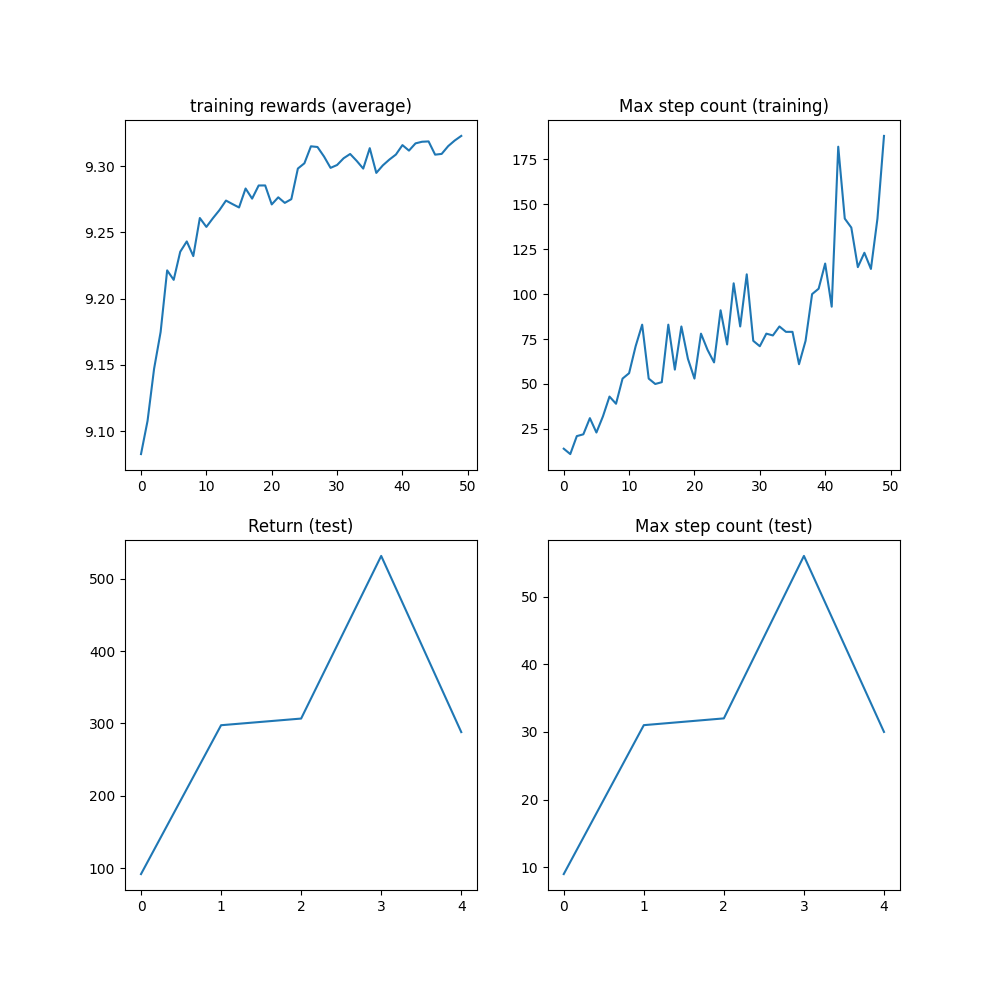 training rewards (average)
9.30
9.25
9.20
9.15
9.10
0 10 20 30 40 50
Max step count (training)
175
150
125
100
75
50
25
0 10 20 30 40 50
Return (test)
500
400
300
200
100
0 1 2 3 4
Max step count (test)
50
40
30
20
10
0 1 2 3 4